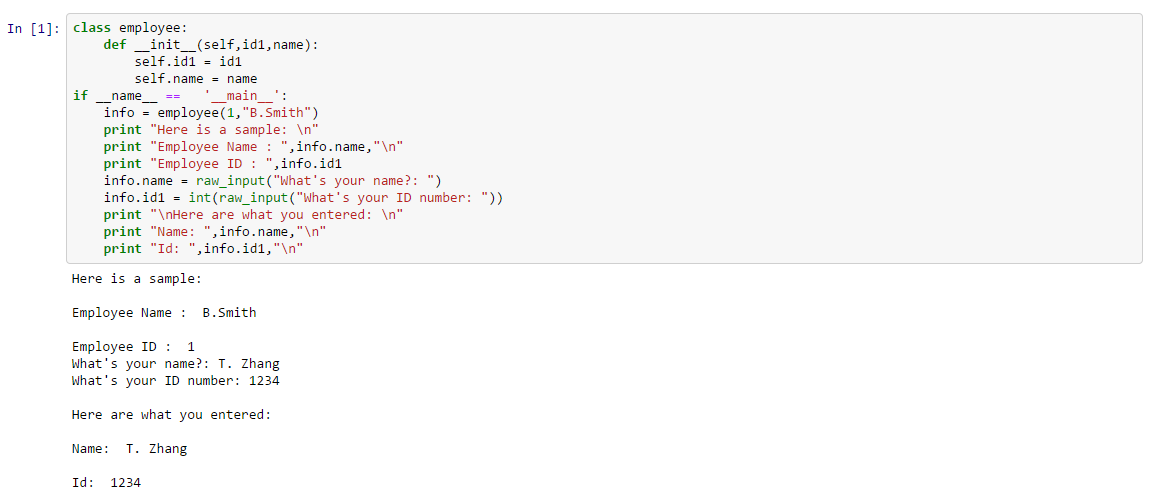 In [1]: class employee:
    def __init__(self,id1,name):
        self.id1 = id1
        self.name = name
if __name__ ==   '__main__':
    info = employee(1,"B.Smith")
    print "Here is a sample: \n"
    print "Employee Name : ",info.name,"\n"
    print "Employee ID : ",info.id1
    info.name = raw_input("What's your name?: ")
    info.id1 = int(raw_input("What's your ID number: "))
    print "\nHere are what you entered: \n"
    print "Name: ",info.name,"\n"
    print "Id: ",info.id1,"\n"
Here is a sample:
Employee Name :  B.Smith
Employee ID :  1
What's your name?: T. Zhang
What's your ID number: 1234
Here are what you entered:
Name:  T. Zhang
Id:  1234